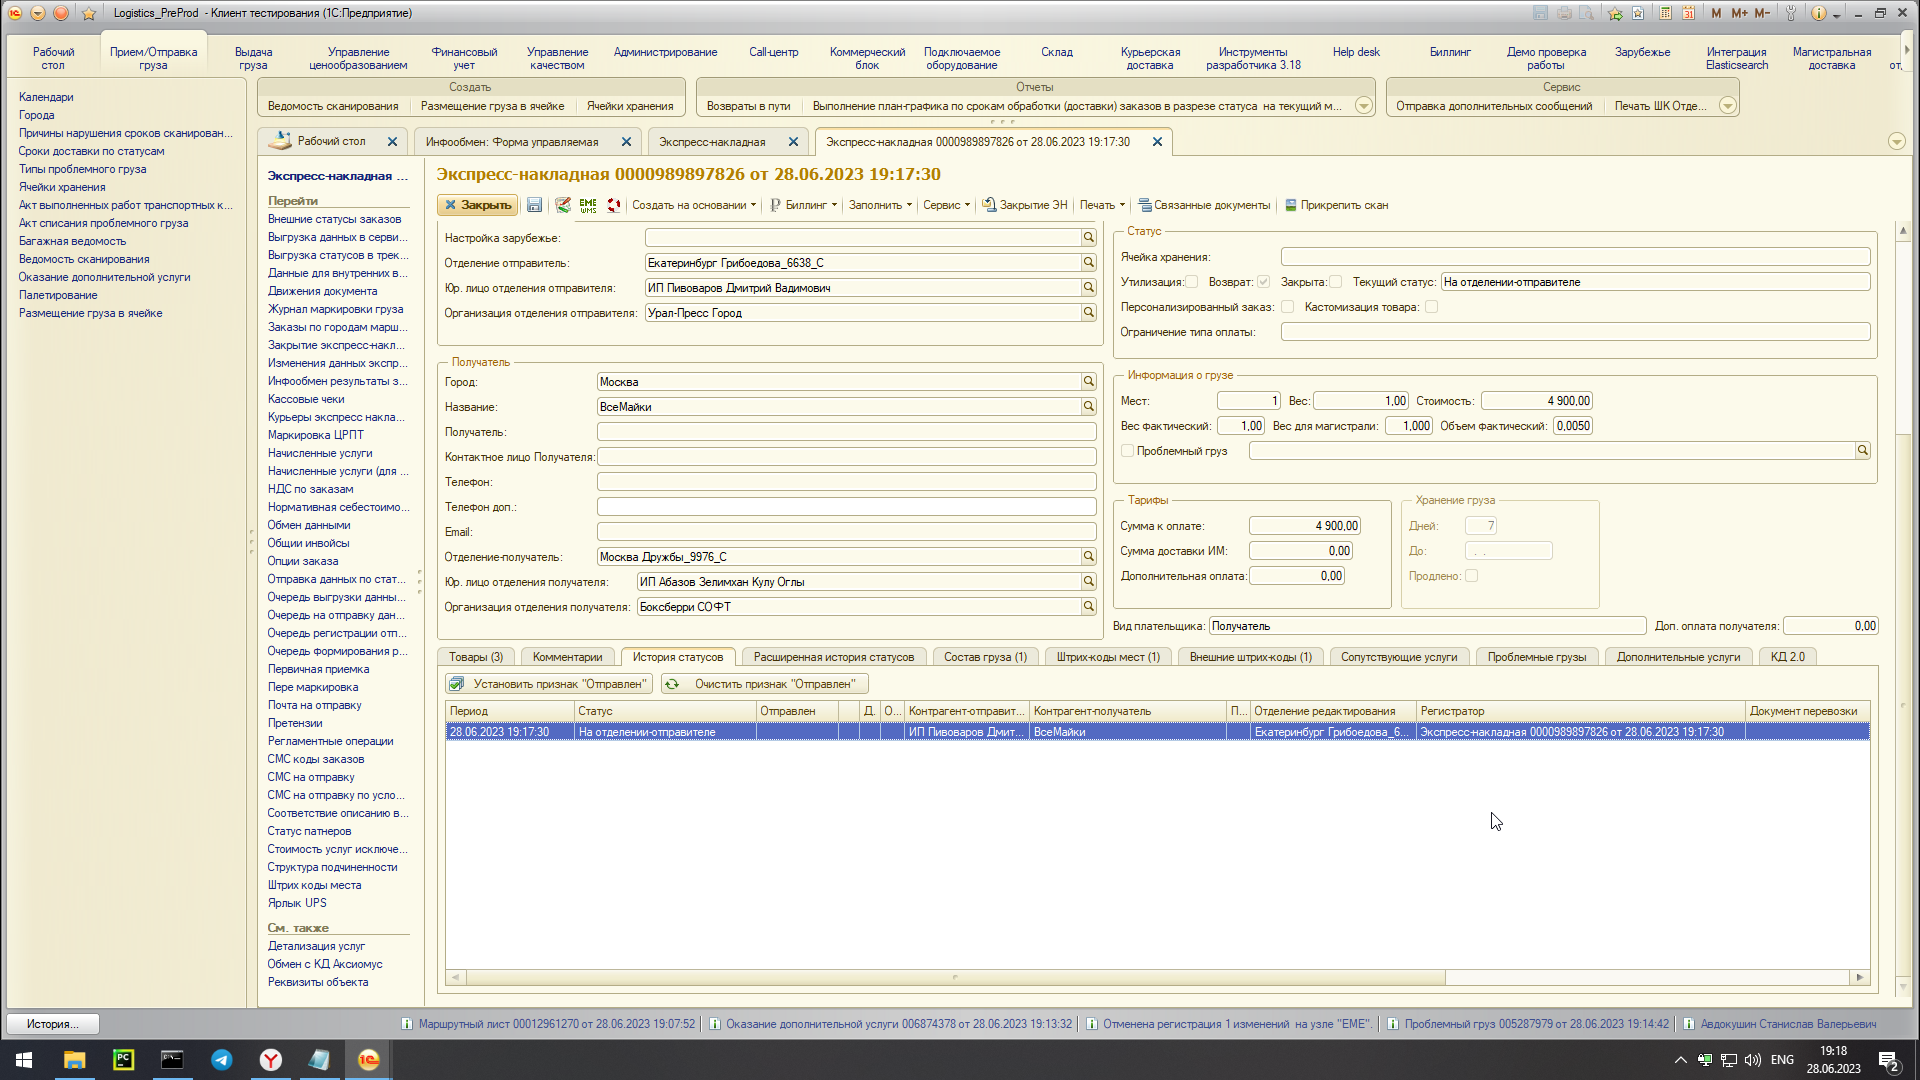 Logistics_PreProd - Клиент тестирования (1С:Предприятие)
M M+ M-
Рабочий стол
Прием/Отправка груза
Выдача груза
Управление ценообразованием
Финансовый учет
Управление качеством
Администрирование
Call-центр
Коммерческий блок
Подключаемое оборудование
Склад
Курьерская доставка
Инструменты разработчика 3.18
Help desk
Биллинг
Демо проверка работы
Зарубежье
Интеграция Elasticsearch
Магистральная доставка
Календари
Города
Причины нарушения сроков сканирован...
Сроки доставки по статусам
Типы проблемного груза
Ячейки хранения
Акт выполненных работ транспортных к...
Акт списания проблемного груза
Багажная ведомость
Ведомость сканирования
Оказание дополнительной услуги
Палетирование
Размещение груза в ячейке
Создать
Ведомость сканирования Размещение груза в ячейке Ячейки хранения
Отчеты
Возвраты в пути Выполнение план-графика по срокам обработки (доставки) заказов в разрезе статуса на текущий м...
Сервис
Отправка дополнительных сообщений Печать ШК Отде...
Рабочий стол
Инфообмен: Форма управляемая
Экспресс-накладная
Экспресс-накладная 0000989897826 от 28.06.2023 19:17:30
Экспресс-накладная ...
Перейти
Внешние статусы заказов
Выгрузка данных в серви...
Выгрузка статусов в трек...
Данные для внутренних в...
Движения документа
Журнал маркировки груза
Заказы по городам марш...
Закрытие экспресс-накл...
Изменения данных экспр...
Инфообмен результаты з...
Кассовые чеки
Курьеры экспресс накла...
Маркировка ЦРПТ
Начисленные услуги
Начисленные услуги (для ...
НДС по заказам
Нормативная себестоимо...
Обмен данными
Общии инвойсы
Опции заказа
Отправка данных по стат...
Очередь выгрузки данны...
Очередь на отправку дан...
Очередь регистрации отп...
Очередь формирования р...
Первичная приемка
Пере маркировка
Почта на отправку
Претензии
Регламентные операции
СМС коды заказов
СМС на отправку
СМС на отправку по усло...
Соответствие описанию в...
Статус патнеров
Стоимость услуг исключе...
Структура подчиненности
Штрих коды места
Ярлык UPS
См. также
Детализация услуг
Обмен с КД Аксиомус
Реквизиты объекта
Экспресс-накладная 0000989897826 от 28.06.2023 19:17:30
Закрыть EME WMS Создать на основании Биллинг Заполнить Сервис Закрытие ЭН Печать Связанные документы Прикрепить скан
Настройка зарубежье:
Отделение отправитель: Екатеринбург Грибоедова_6638_С
Юр. лицо отделения отправителя: ИП Пивоваров Дмитрий Вадимович
Организация отделения отправителя: Урал-Пресс Город
Получатель
Город: Москва
Название: ВсеМайки
Получатель:
Контактное лицо Получателя:
Телефон:
Телефон доп.:
Email:
Отделение-получатель: Москва Дружбы_9976_С
Юр. лицо отделения получателя: ИП Абазов Зелимхан Кулу Оглы
Организация отделения получателя: Боксберри СОФТ
Статус
Ячейка хранения:
Утилизация: Возврат: Закрыта: Текущий статус: На отделении-отправителе
Персонализированный заказ: Кастомизация товара:
Ограничение типа оплаты:
Информация о грузе
Мест: 1 Вес: 1,00 Стоимость: 4 900,00
Вес фактический: 1,00 Вес для магистрали: 1,000 Объем фактический: 0,0050
Проблемный груз
Тарифы
Сумма к оплате: 4 900,00
Сумма доставки ИМ: 0,00
Дополнительная оплата: 0,00
Хранение груза
Дней: 7
До: . .
Продлено:
Вид плательщика: Получатель Доп. оплата получателя: 0,00
Товары (3) Комментарии История статусов Расширенная история статусов Состав груза (1) Штрих-коды мест (1) Внешние штрих-коды (1) Сопутствующие услуги Проблемные грузы Дополнительные услуги КД 2.0
Установить признак "Отправлен" Очистить признак "Отправлен"
Период Статус Отправлен Д. О... Контрагент-отправит... Контрагент-получатель П... Отделение редактирования Регистратор Документ перевозки
28.06.2023 19:17:30 На отделении-отправителе ИП Пивоваров Дмит... ВсеМайки Екатеринбург Грибоедова_6... Экспресс-накладная 0000989897826 от 28.06.2023 19:17:30
История... Маршрутный лист 00012961270 от 28.06.2023 19:07:52 Оказание дополнительной услуги 006874378 от 28.06.2023 19:13:32 Отменена регистрация 1 изменений на узле "EME". Проблемный груз 005287979 от 28.06.2023 19:14:42 Авдокушин Станислав Валерьевич
ENG
19:18
28.06.2023
2